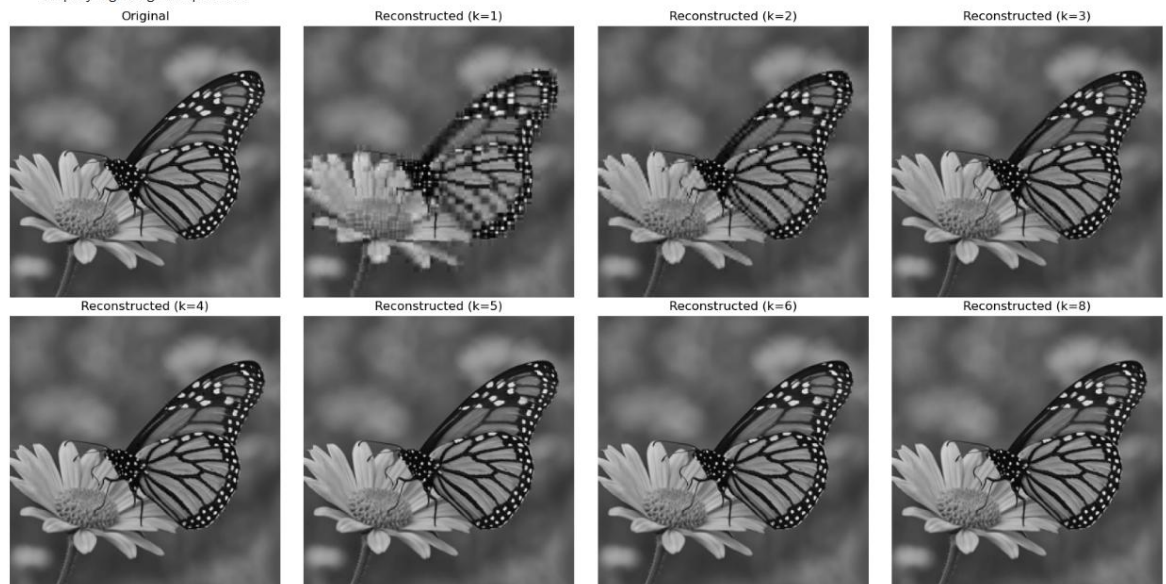 Original
Reconstructed (k=1)
Reconstructed (k=2)
Reconstructed (k=3)
Reconstructed (k=4)
Reconstructed (k=5)
Reconstructed (k=6)
Reconstructed (k=8)